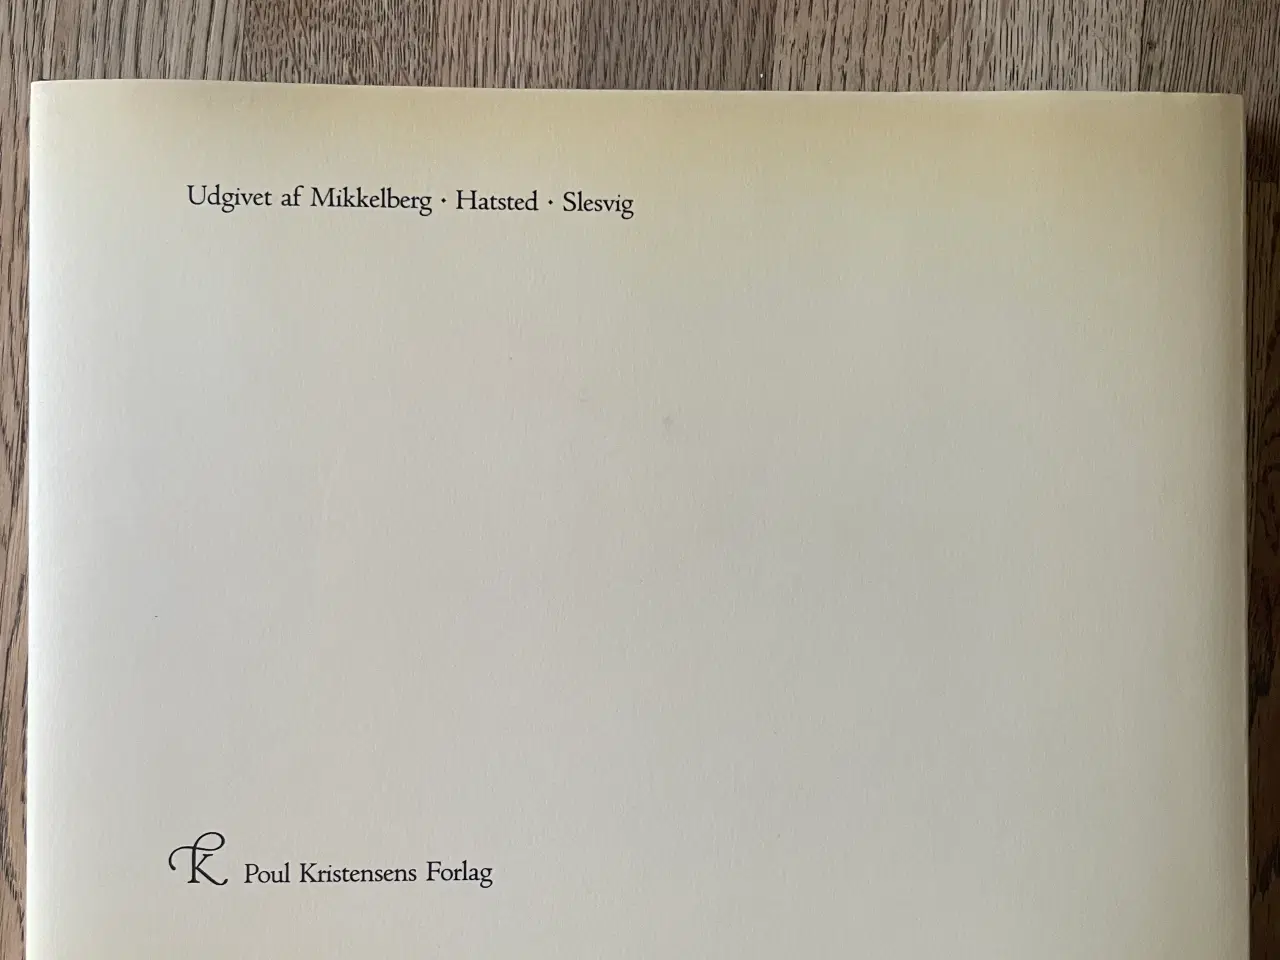 Udgivet af Mikkelberg · Hatsted · Slesvig
K Poul Kristensens Forlag